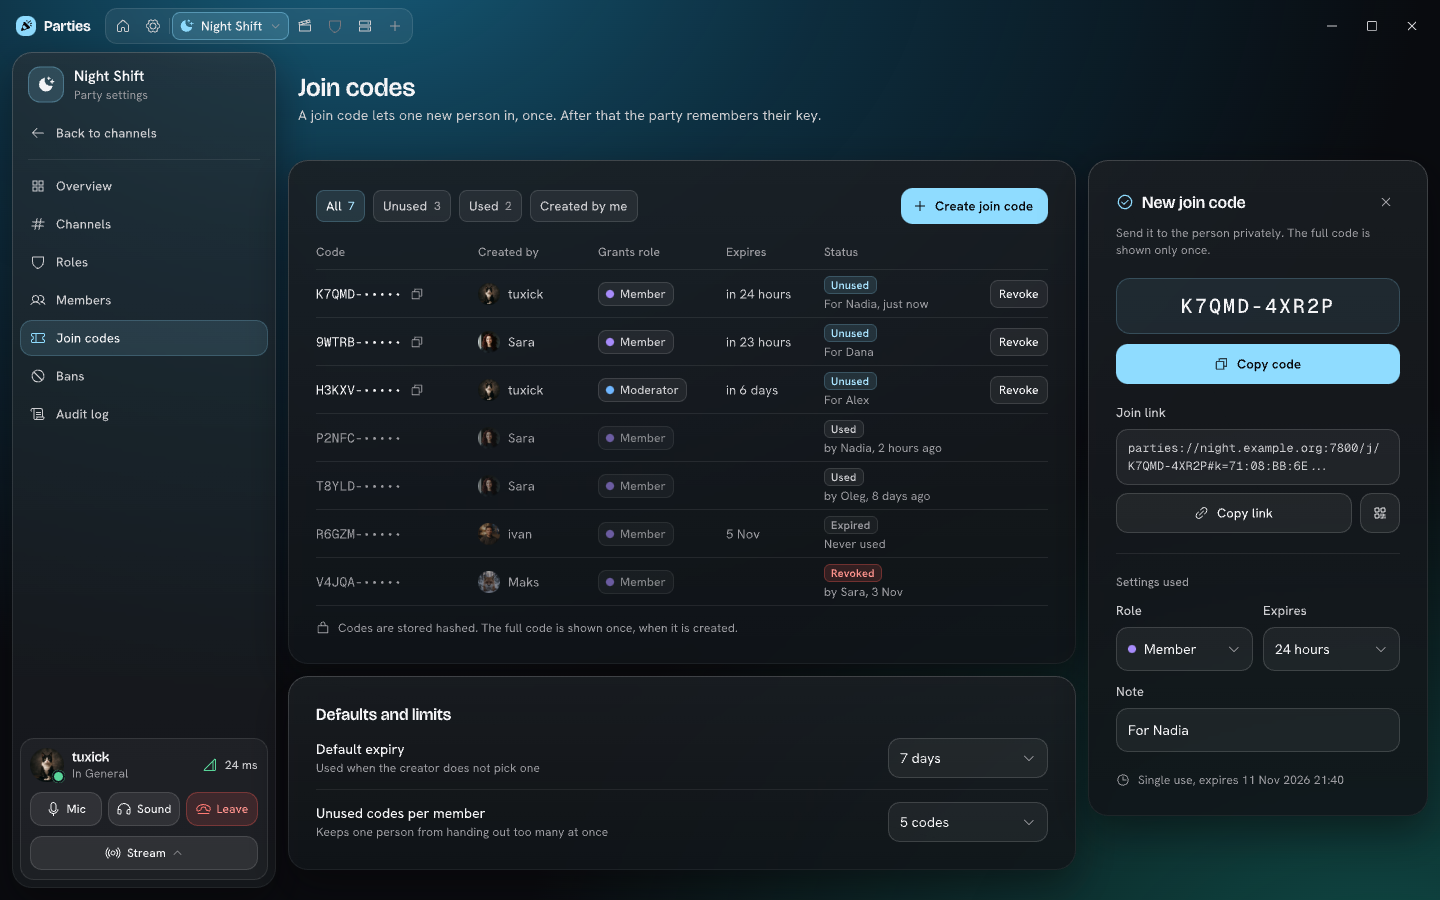 Parties
Night Shift
Night Shift
Party settings
Back to channels
Overview
Channels
Roles
Members
Join codes
Bans
Audit log
tuxick
In General
24 ms
Mic
Sound
Leave
Stream
Join codes
A join code lets one new person in, once. After that the party remembers their key.
All 7
Unused 3
Used 2
Created by me
Create join code
Code Created by Grants role Expires Status
K7QMD-••••• tuxick Member in 24 hours Unused Revoke
For Nadia, just now
9WTRB-••••• Sara Member in 23 hours Unused Revoke
For Dana
H3KXV-••••• tuxick Moderator in 6 days Unused Revoke
For Alex
P2NFC-••••• Sara Member Used
by Nadia, 2 hours ago
T8YLD-••••• Sara Member Used
by Oleg, 8 days ago
R6GZM-••••• ivan Member 5 Nov Expired
Never used
V4JQA-••••• Maks Member Revoked
by Sara, 3 Nov
Codes are stored hashed. The full code is shown once, when it is created.
Defaults and limits
Default expiry
Used when the creator does not pick one
7 days
Unused codes per member
Keeps one person from handing out too many at once
5 codes
New join code
Send it to the person privately. The full code is
shown only once.
K7QMD-4XR2P
Copy code
Join link
parties://night.example.org:7800/j/
K7QMD-4XR2P#k=71:08:BB:6E...
Copy link
Settings used
Role Expires
Member 24 hours
Note
For Nadia
Single use, expires 11 Nov 2026 21:40